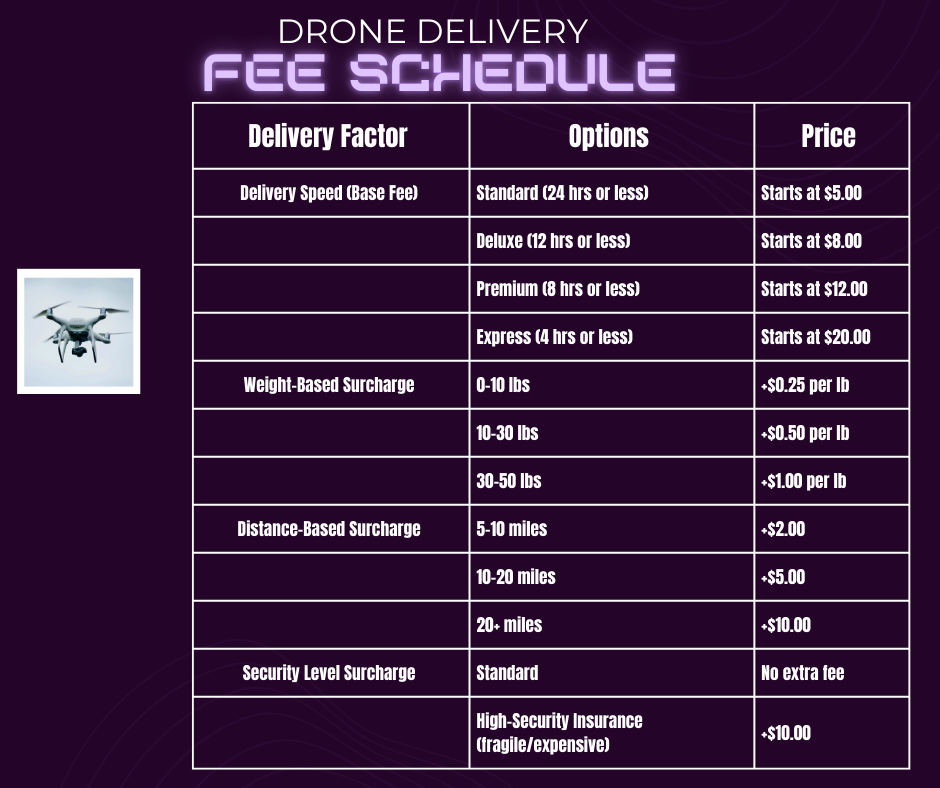 DRONE DELIVERY
FEE SCHEDULE
Delivery Factor Options Price
Delivery Speed (Base Fee) Standard (24 hrs or less) Starts at $5.00
Deluxe (12 hrs or less) Starts at $8.00
Premium (8 hrs or less) Starts at $12.00
Express (4 hrs or less) Starts at $20.00
Weight-Based Surcharge 0-10 lbs +$0.25 per lb
10-30 lbs +$0.50 per lb
30-50 lbs +$1.00 per lb
Distance-Based Surcharge 5-10 miles +$2.00
10-20 miles +$5.00
20+ miles +$10.00
Security Level Surcharge Standard No extra fee
High-Security Insurance
(fragile/expensive) +$10.00